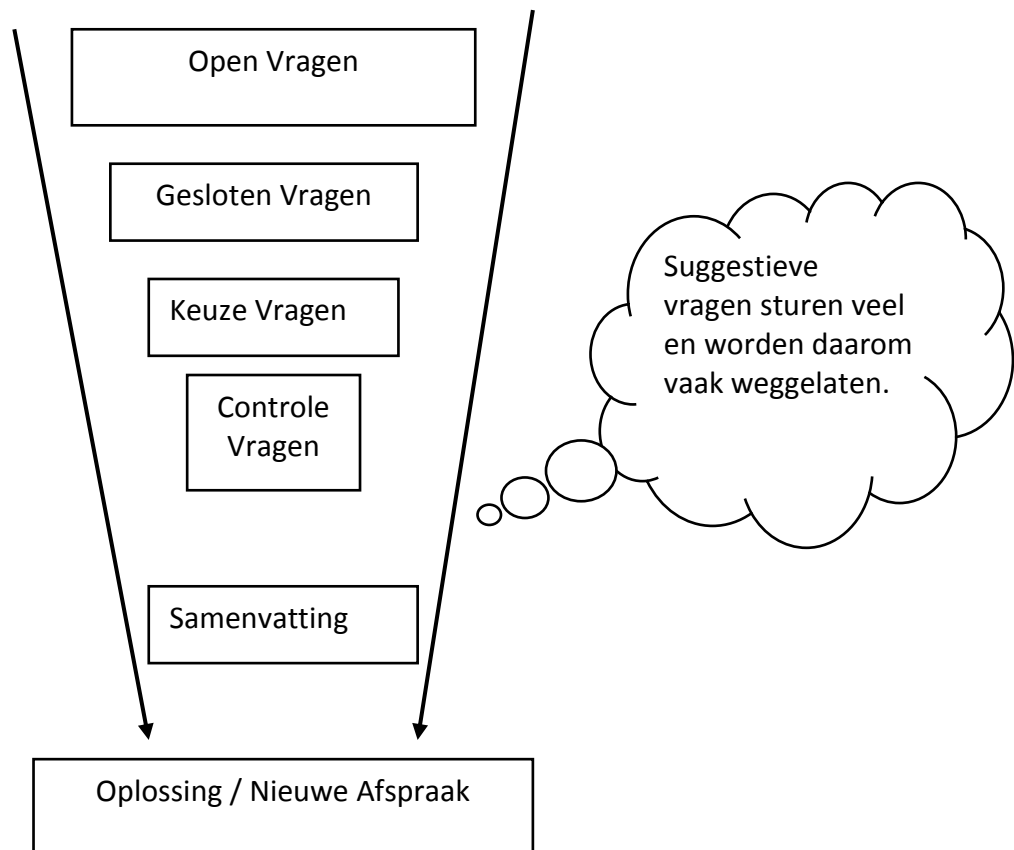 Open Vragen
Gesloten Vragen
Keuze Vragen
Controle
Vragen
Samenvatting
Oplossing / Nieuwe Afspraak
Suggestieve
vragen sturen veel
en worden daarom
vaak weggelaten.